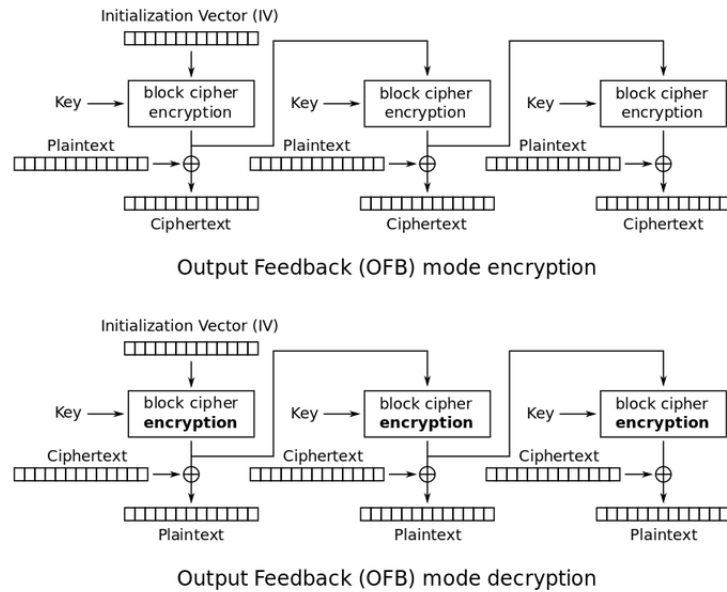 Initialization Vector (IV)
Key
block cipher
encryption
Key
block cipher
encryption
Key
block cipher
encryption
Plaintext
Plaintext
Plaintext
Ciphertext
Ciphertext
Ciphertext
Output Feedback (OFB) mode encryption
Initialization Vector (IV)
Key
block cipher
encryption
Key
block cipher
encryption
Key
block cipher
encryption
Ciphertext
Ciphertext
Ciphertext
Plaintext
Plaintext
Plaintext
Output Feedback (OFB) mode decryption